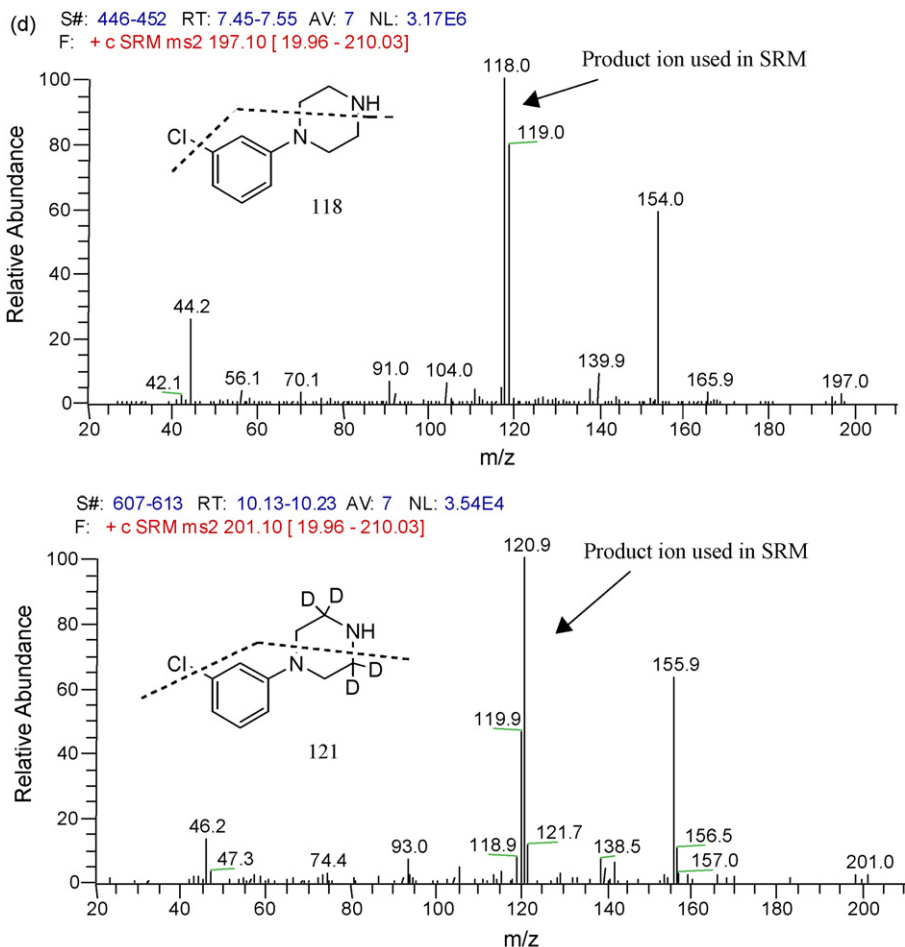 (d)
S#: 446-452 RT: 7.45-7.55 AV: 7 NL: 3.17E6
F: + c SRM ms2 197.10 [ 19.96 - 210.03]
Product ion used in SRM
118.0
119.0
154.0
44.2
42.1
56.1
70.1
91.0
104.0
139.9
165.9
197.0
Cl
N
NH
118
Relative Abundance
100
80
60
40
20
0
20 40 60 80 100 120 140 160 180 200
m/z
S#: 607-613 RT: 10.13-10.23 AV: 7 NL: 3.54E4
F: + c SRM ms2 201.10 [ 19.96 - 210.03]
Product ion used in SRM
120.9
155.9
119.9
46.2
47.3
74.4
93.0
118.9
121.7
138.5
156.5
157.0
201.0
D D
NH
Cl
N
D
D
121
Relative Abundance
100
80
60
40
20
0
20 40 60 80 100 120 140 160 180 200
m/z